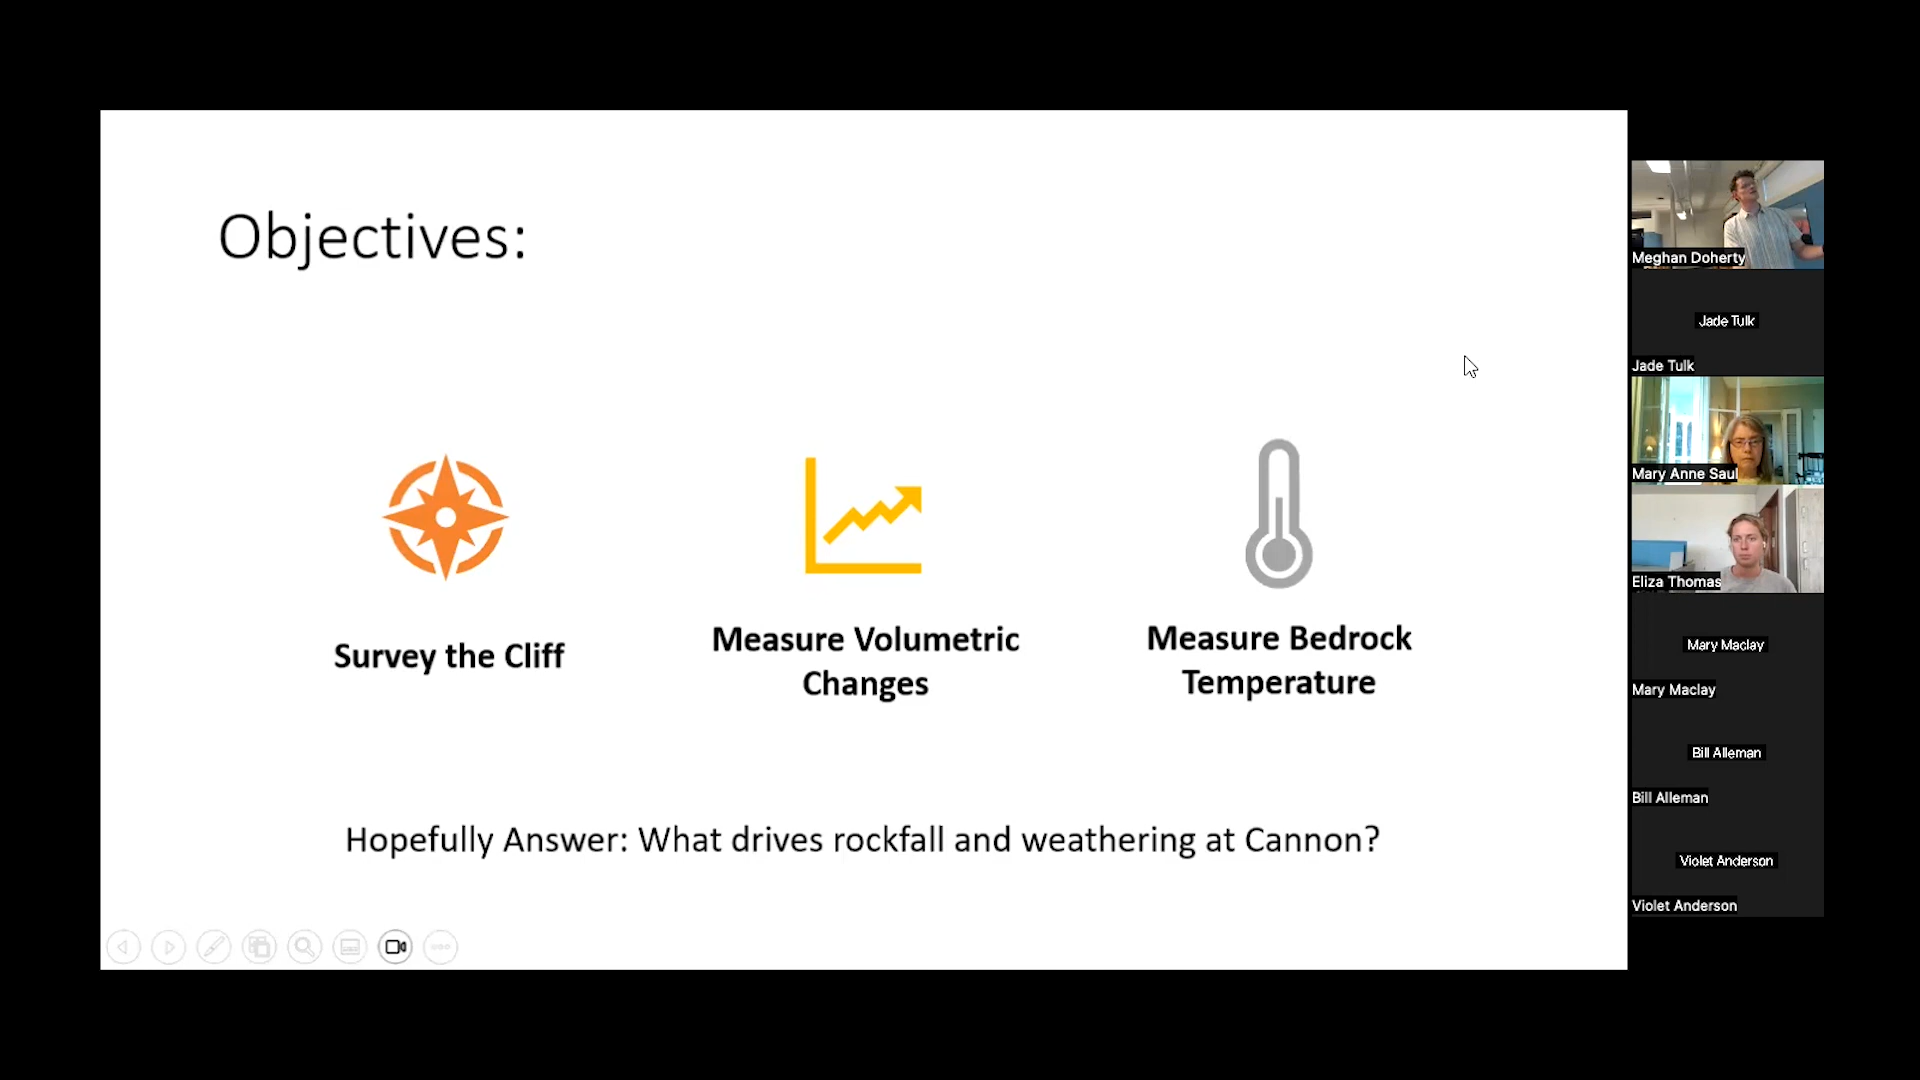 Objectives:
Survey the Cliff
Measure Volumetric
Changes
Measure Bedrock
Temperature
Hopefully Answer: What drives rockfall and weathering at Cannon?
Meghan Doherty
Jade Tulk
Jade Tulk
Mary Anne Saul
Eliza Thomas
Mary Maclay
Mary Maclay
Bill Alleman
Bill Alleman
Violet Anderson
Violet Anderson